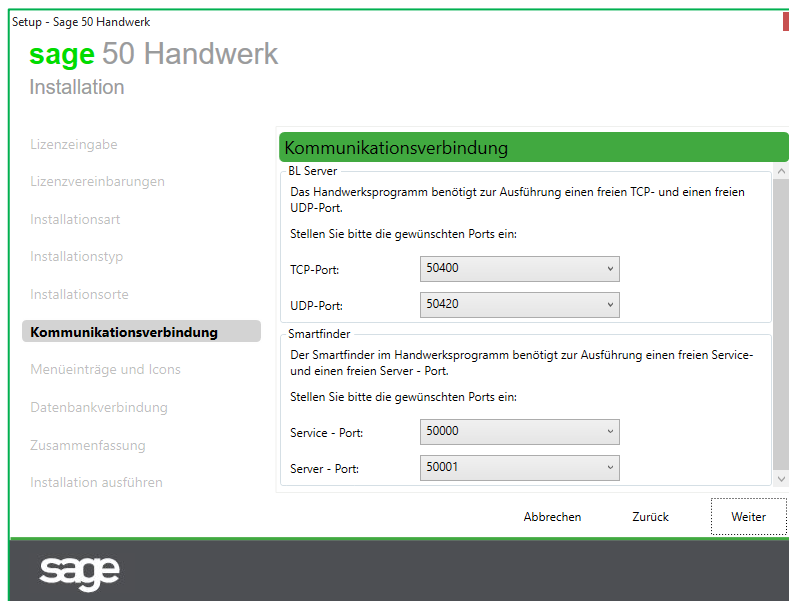 Setup - Sage 50 Handwerk
sage 50 Handwerk
Installation
Lizenzeingabe
Lizenzvereinbarungen
Installationsart
Installationstyp
Installationsorte
Kommunikationsverbindung
Menüeinträge und Icons
Datenbankverbindung
Zusammenfassung
Installation ausführen
Kommunikationsverbindung
BL Server
Das Handwerksprogramm benötigt zur Ausführung einen freien TCP- und einen freien
UDP-Port.
Stellen Sie bitte die gewünschten Ports ein:
TCP-Port: 50400
UDP-Port: 50420
Smartfinder
Der Smartfinder im Handwerksprogramm benötigt zur Ausführung einen freien Service-
und einen freien Server - Port.
Stellen Sie bitte die gewünschten Ports ein:
Service - Port: 50000
Server - Port: 50001
Abbrechen Zurück Weiter
sage